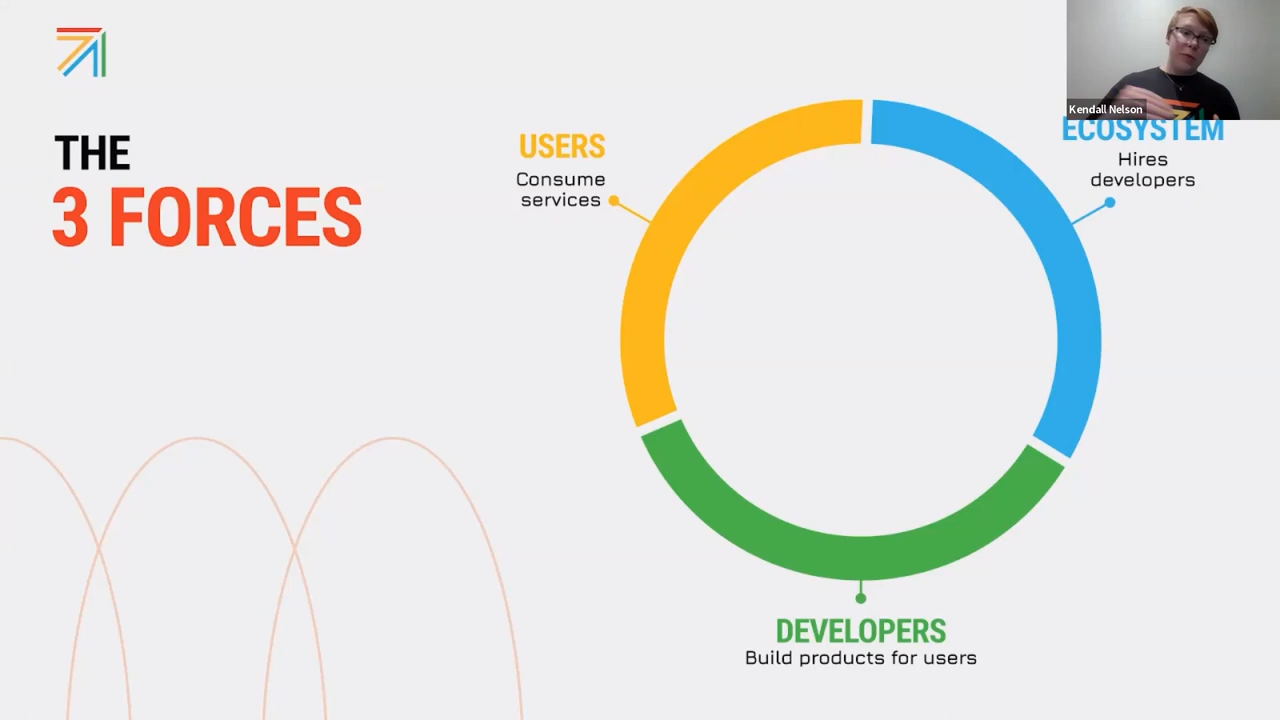 THE
3 FORCES
USERS
Consume
services
Kendall Nelson
ECOSYSTEM
Hires
developers
DEVELOPERS
Build products for users